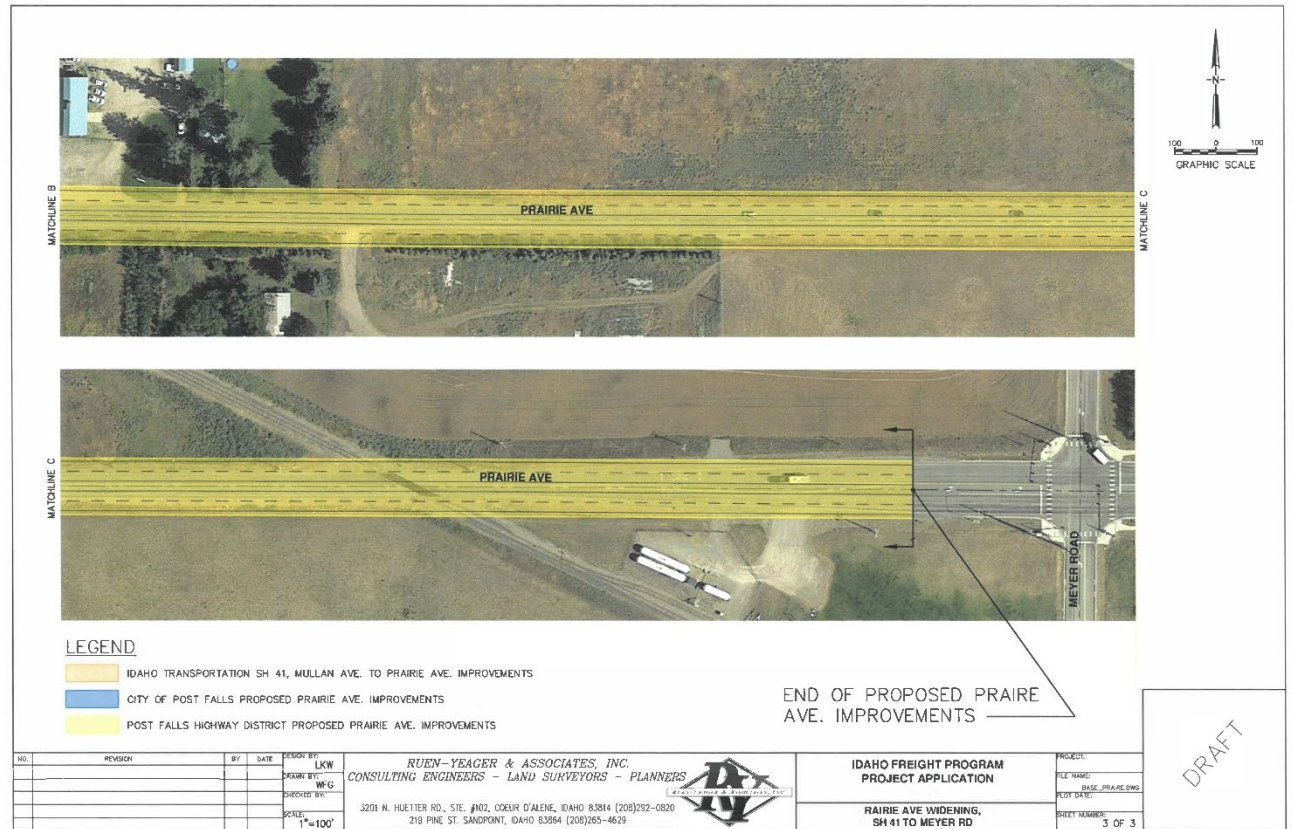 N
100 0 100
GRAPHIC SCALE
MATCHLINE B
PRAIRIE AVE
MATCHLINE C
MATCHLINE C
PRAIRIE AVE
MEYER ROAD
LEGEND
IDAHO TRANSPORTATION SH 41, MULLAN AVE. TO PRAIRIE AVE. IMPROVEMENTS
CITY OF POST FALLS PROPOSED PRAIRIE AVE. IMPROVEMENTS
POST FALLS HIGHWAY DISTRICT PROPOSED PRAIRIE AVE. IMPROVEMENTS
END OF PROPOSED PRAIRE
AVE. IMPROVEMENTS
DRAFT
NO. REVISION BY DATE
DESIGN BY:
LKW
DRAWN BY:
WFG
CHECKED BY:
SCALE:
1"=100'
RUEN-YEAGER & ASSOCIATES, INC.
CONSULTING ENGINEERS - LAND SURVEYORS - PLANNERS
3201 N. HUETTER RD., STE. #102, COEUR D'ALENE, IDAHO 83814 (208)292-0820
219 PINE ST. SANDPOINT, IDAHO 83864 (208)265-4629
RUEN-YEAGER & ASSOCIATES, INC.
IDAHO FREIGHT PROGRAM
PROJECT APPLICATION
RAIRIE AVE WIDENING,
SH 41 TO MEYER RD
PROJECT:
FILE NAME:
BASE_PRAIRE.DWG
PLOT DATE:
SHEET NUMBER:
3 OF 3